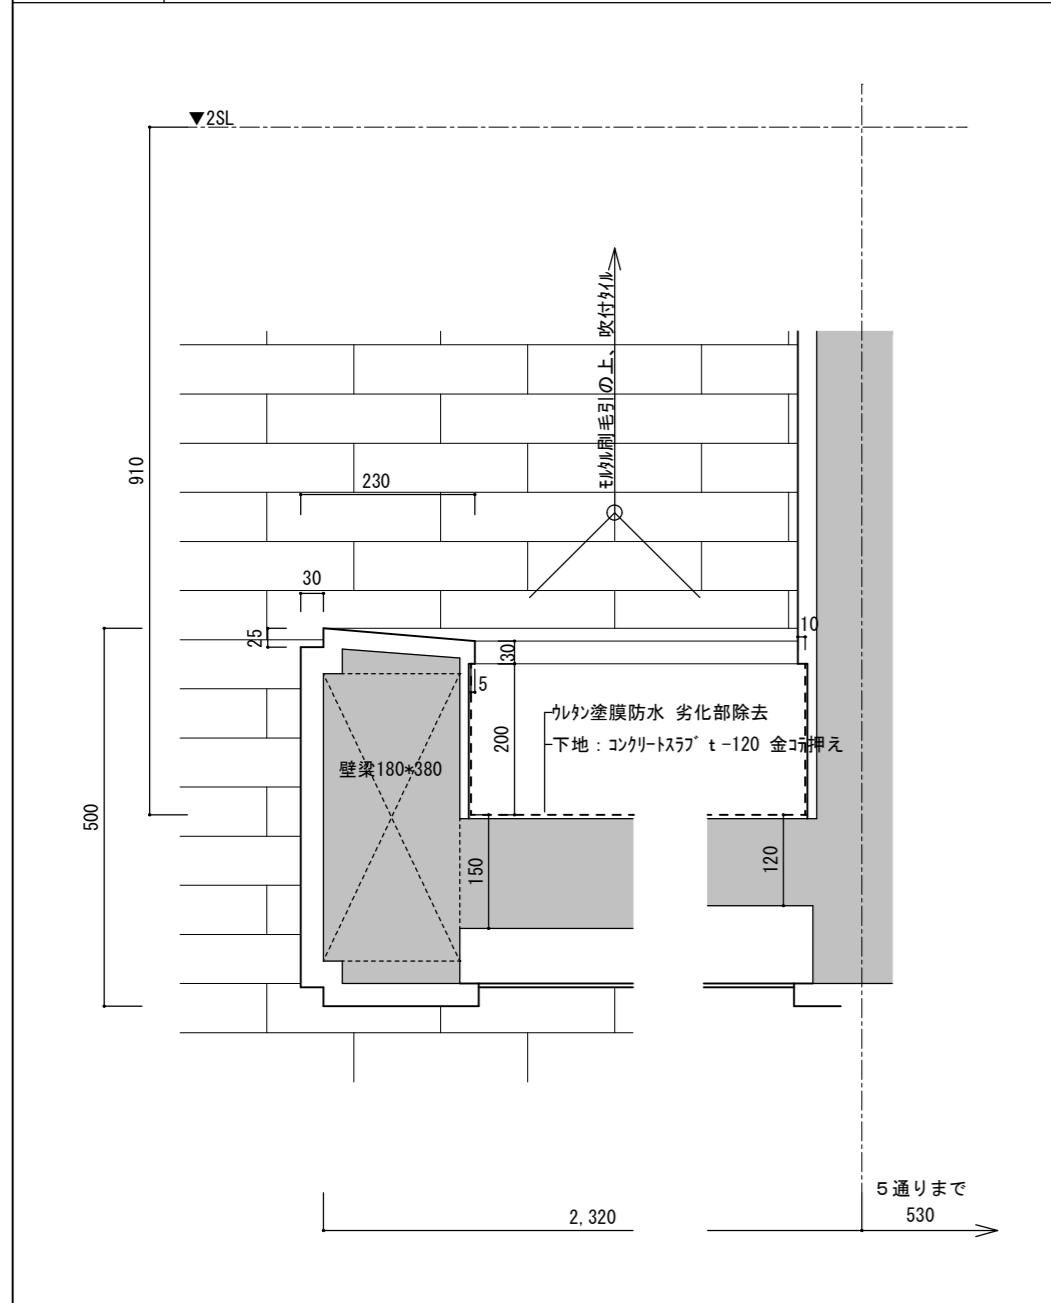 ▼2SL
910
モルタル刷毛引の上、 吹付タイル
230
30
25
10
30
5
ウレタン塗膜防水 劣化部除去
200
下地：コンクリートスラブ t-120 金コテ押え
壁梁180*380
500
150
120
5通りまで
2,320
530